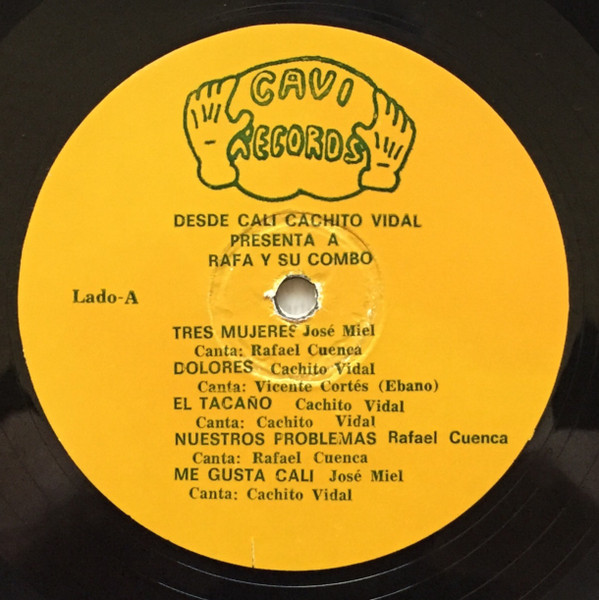 CAVI
RECORDS
DESDE CALI CACHITO VIDAL
PRESENTA A
RAFA Y SU COMBO
Lado-A
TRES MUJERES José Miel
Canta: Rafael Cuenca
DOLORES Cachito Vidal
Canta: Vicente Cortés (Ebano)
EL TACAÑO Cachito Vidal
Canta: Cachito Vidal
NUESTROS PROBLEMAS Rafael Cuenca
Canta: Rafael Cuenca
ME GUSTA CALI José Miel
Canta: Cachito Vidal